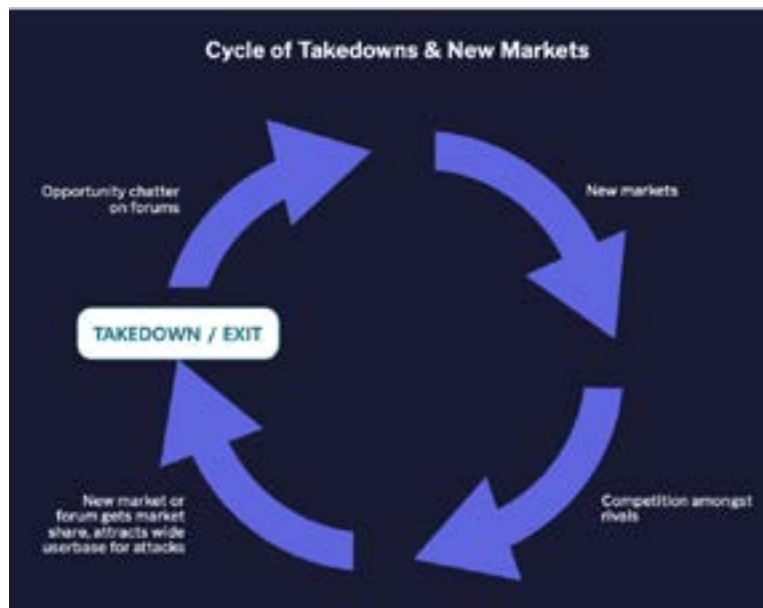 Cycle of Takedowns & New Markets
Opportunity chatter
on forums
New markets
TAKEDOWN / EXIT
New market or
forum gets market
share, attracts wide
userbase for attacks
Competition amongst
rivals